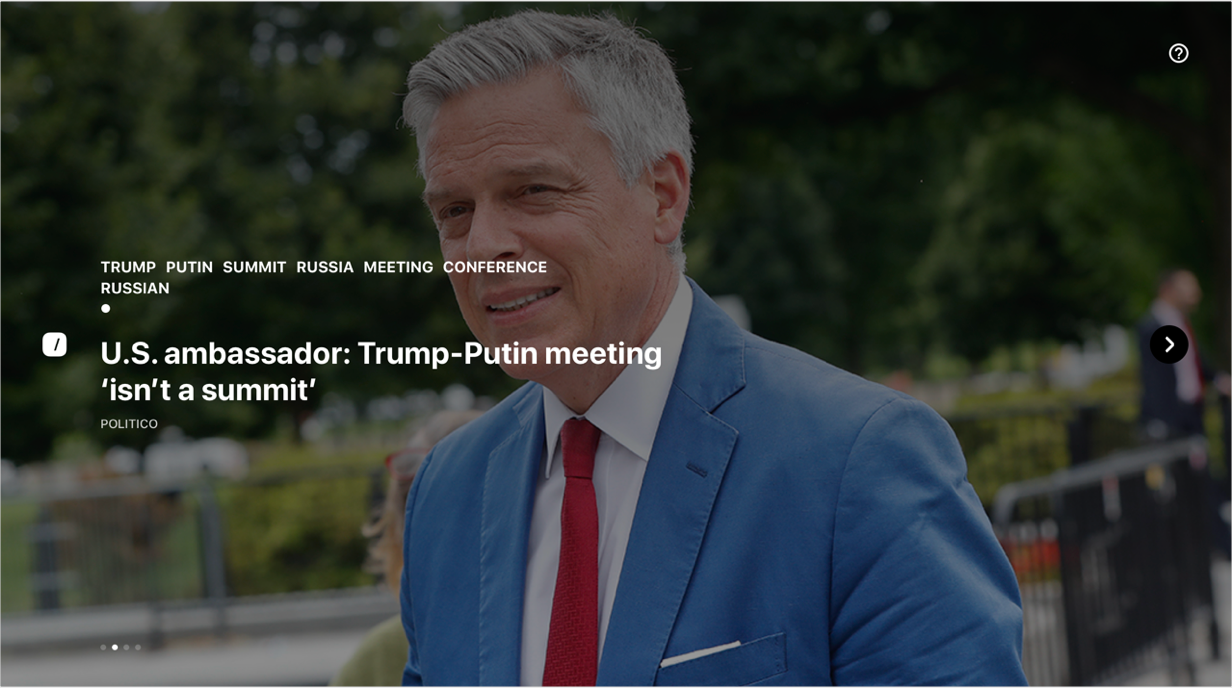 TRUMP PUTIN SUMMIT RUSSIA MEETING CONFERENCE
RUSSIAN
/
U.S. ambassador: Trump-Putin meeting
‘isn’t a summit’
POLITICO